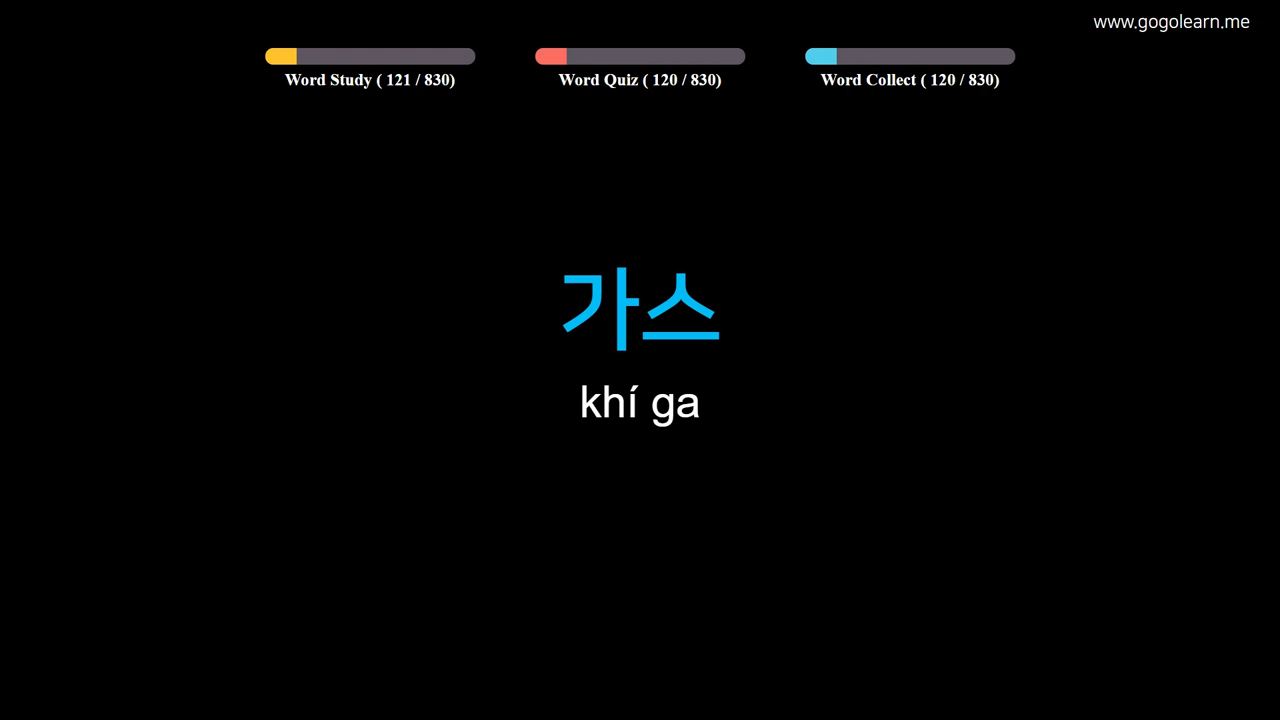 www.gogolearn.me
Word Study ( 121 / 830)
Word Quiz ( 120 / 830)
Word Collect ( 120 / 830)
가스
khí ga